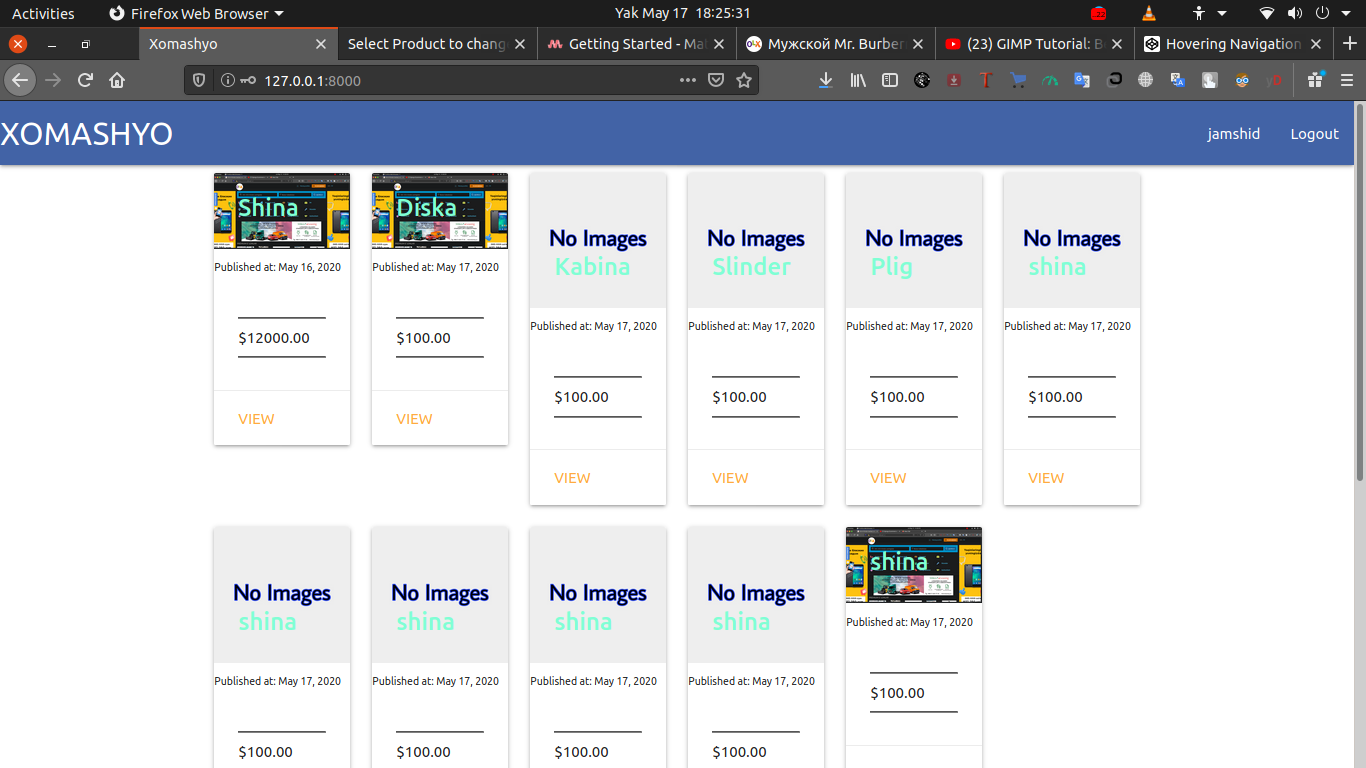 Activities Firefox Web Browser Yak May 17 18:25:31
Xomashyo Select Product to chang Getting Started - Mat Мужской Mr. Burber (23) GIMP Tutorial: B Hovering Navigation
127.0.0.1:8000
XOMASHYO jamshid Logout
Shina Diska
No Images No Images No Images No Images
Kabina Slinder Plig shina
Published at: May 16, 2020 Published at: May 17, 2020
Published at: May 17, 2020 Published at: May 17, 2020 Published at: May 17, 2020 Published at: May 17, 2020
$12000.00 $100.00
$100.00 $100.00 $100.00 $100.00
VIEW VIEW
VIEW VIEW VIEW VIEW
shina
No Images No Images No Images No Images
shina shina shina shina
Published at: May 17, 2020
Published at: May 17, 2020 Published at: May 17, 2020 Published at: May 17, 2020 Published at: May 17, 2020
$100.00
$100.00 $100.00 $100.00 $100.00